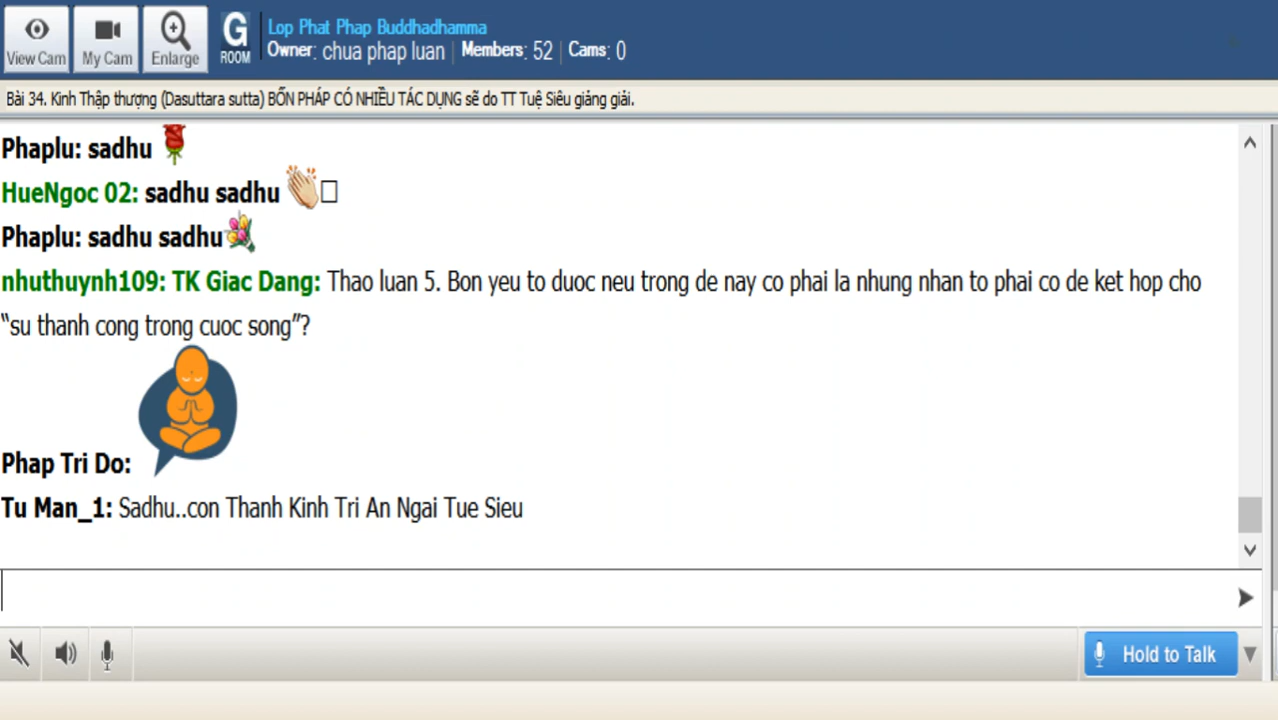 View Cam
My Cam
Enlarge
G
ROOM
Lop Phat Phap Buddhadhamma
Owner: chua phap luan | Members: 52 | Cams: 0
Bài 34. Kinh Thập thượng (Dasuttara sutta) BỐN PHÁP CÓ NHIỀU TÁC DỤNG sẽ do TT Tuệ Siêu giảng giải.
Phaplu: sadhu
HueNgoc 02: sadhu sadhu
Phaplu: sadhu sadhu
nhuthuynh109: TK Giac Dang: Thao luan 5. Bon yeu to duoc neu trong de nay co phai la nhung nhan to phai co de ket hop cho
“su thanh cong trong cuoc song”?
Phap Tri Do:
Tu Man_1: Sadhu..con Thanh Kinh Tri An Ngai Tue Sieu
Hold to Talk